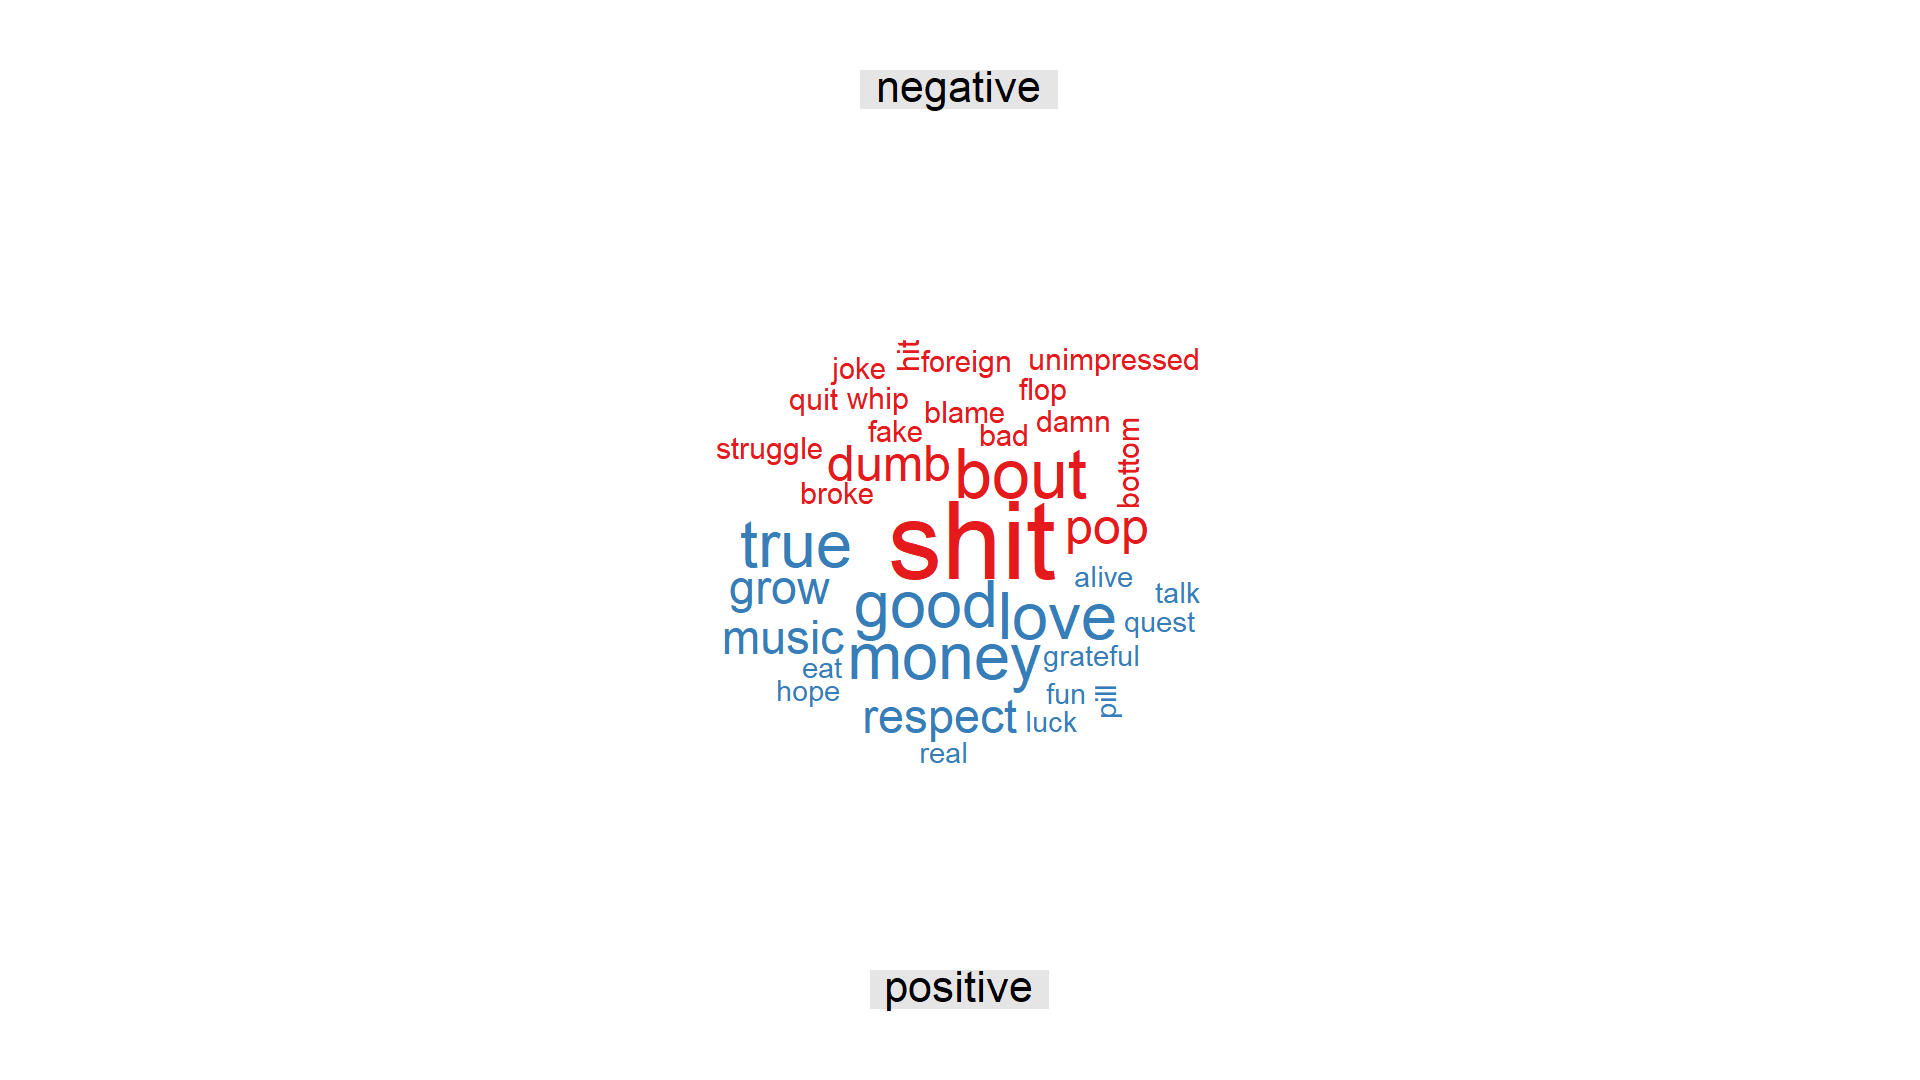 negative
hit
joke foreign unimpressed
quit whip flop
blame
fake bad damn
struggle dumb bout bottom
broke
true shit pop
grow alive talk
good love quest
music money grateful
eat
hope fun pill
respect luck
real
positive